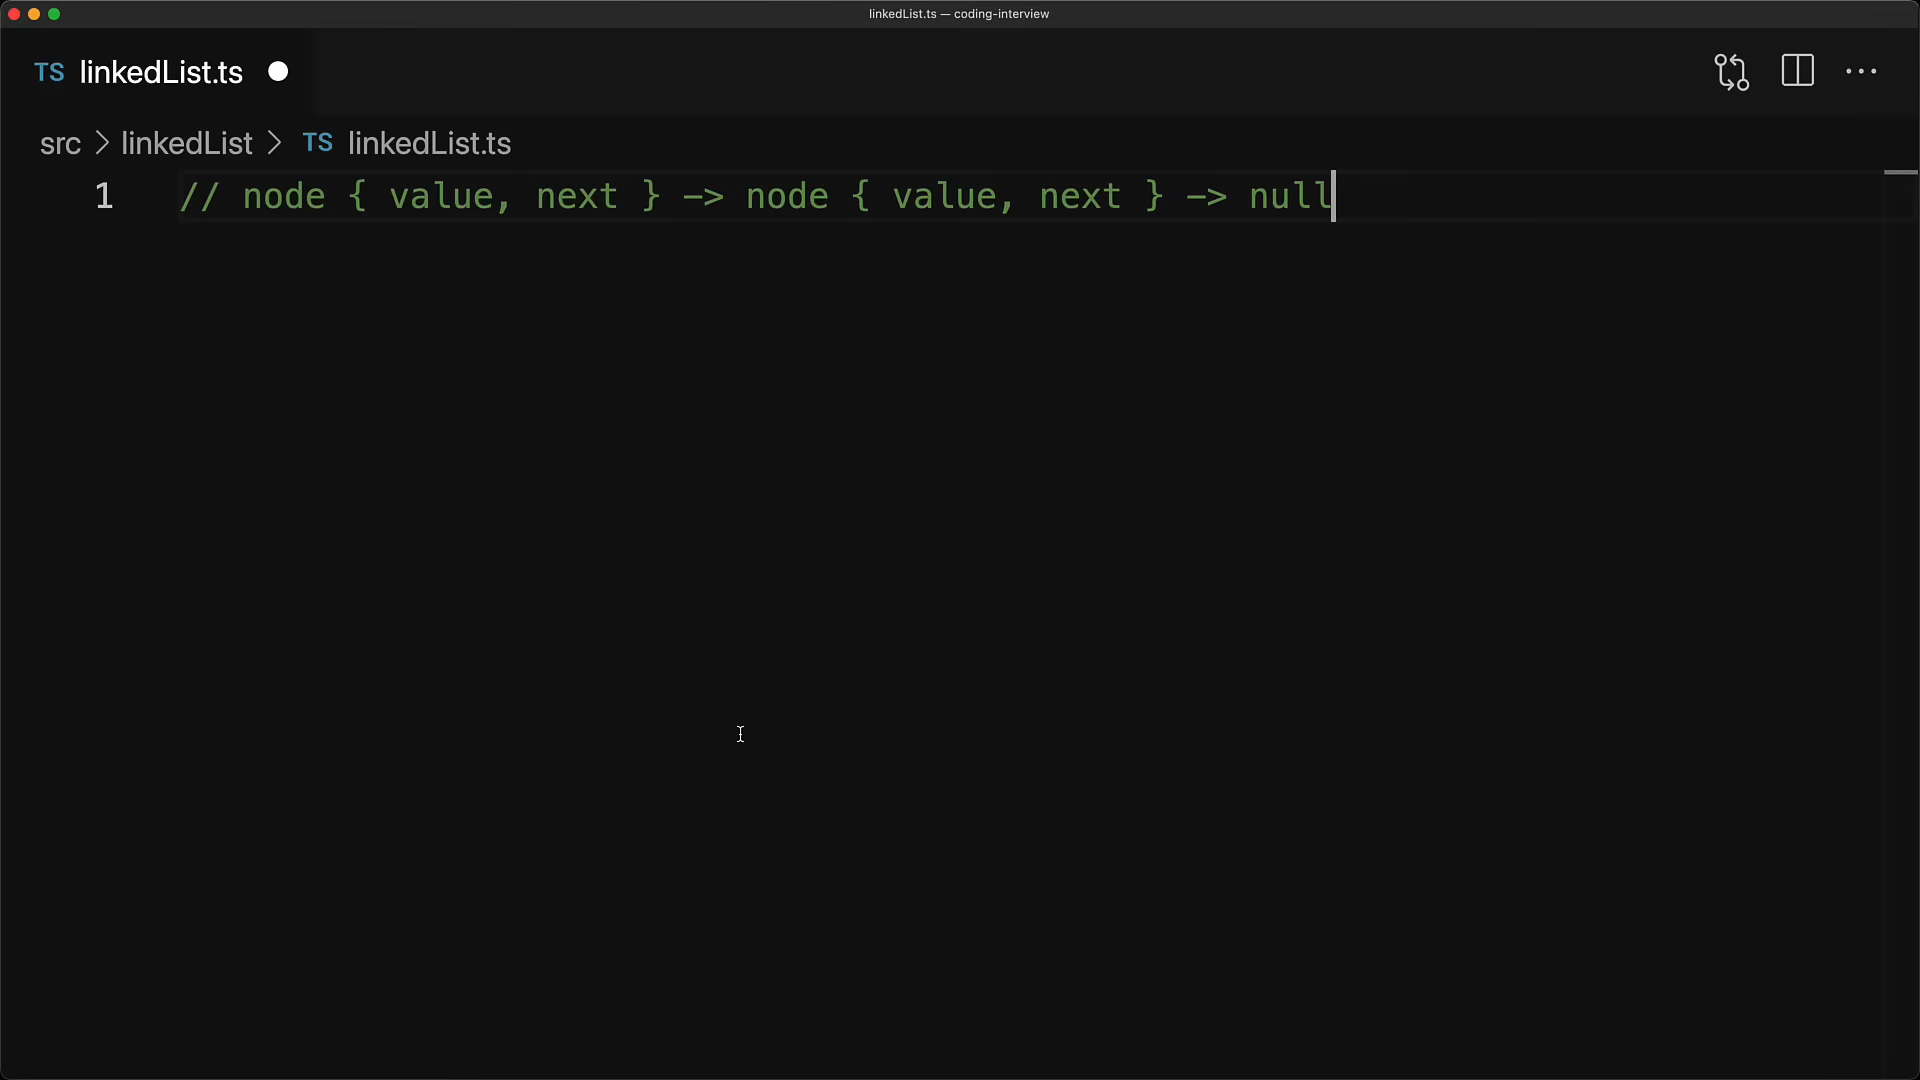 linkedList.ts — coding-interview
TS linkedList.ts
src > linkedList > TS linkedList.ts
1 // node { value, next } -> node { value, next } -> null